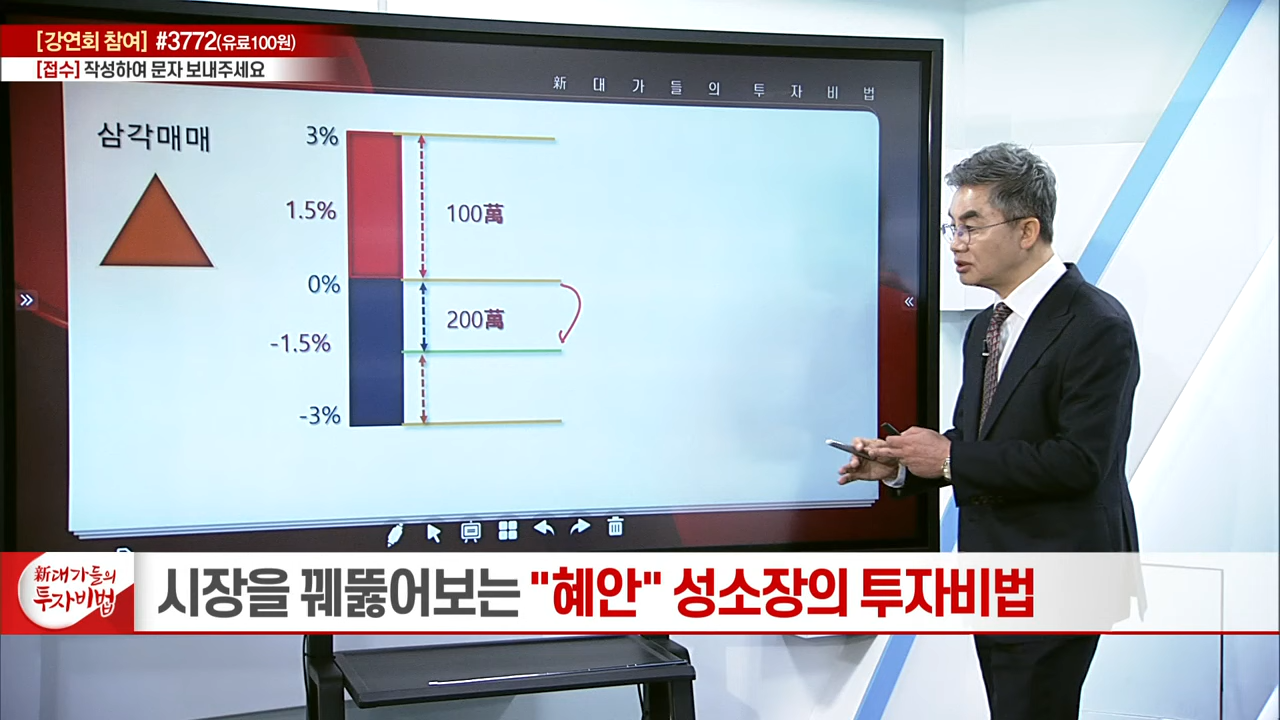 [강연회 참여] #3772(유료100원)
[접수] 작성하여 문자 보내주세요
新 대 가 들 의 투 자 비 법
삼각매매
3%
1.5%
100萬
0%
200萬
-1.5%
-3%
新대가들의
투자비법
시장을 꿰뚫어보는 "혜안" 성소장의 투자비법